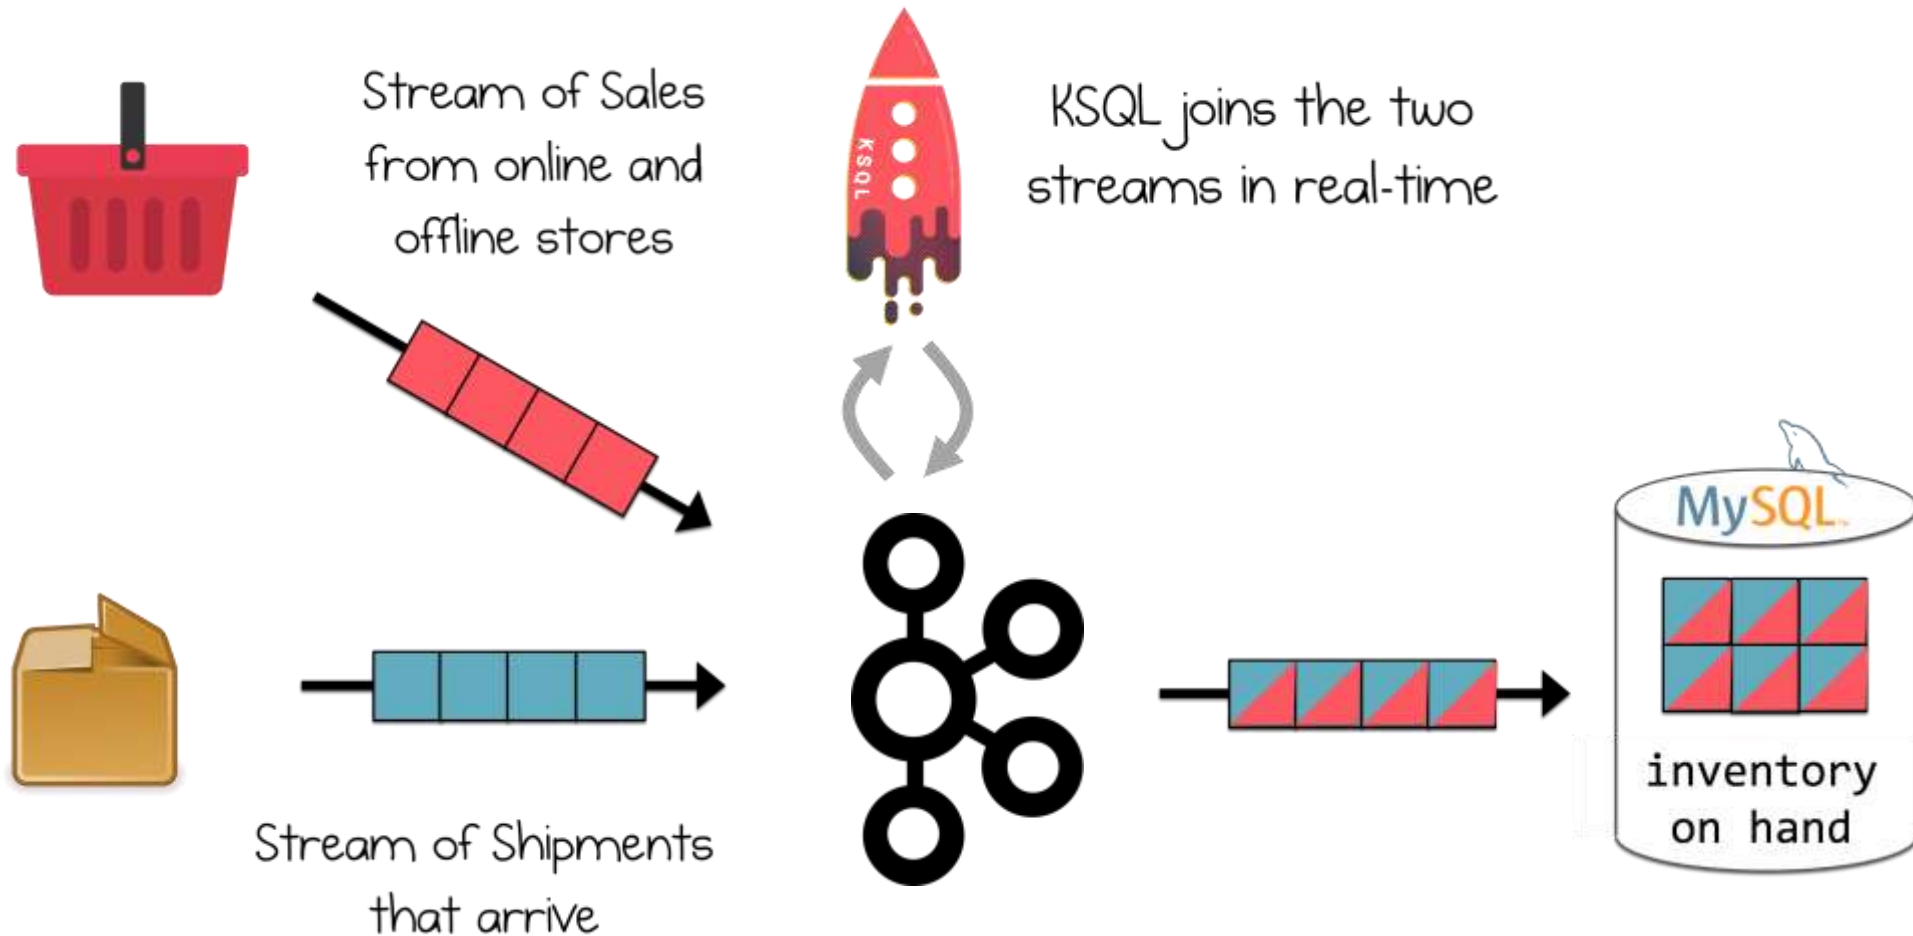 Stream of Sales
from online and
offline stores
KSQL
KSQL joins the two
streams in real-time
MySQL™
inventory
on hand
Stream of Shipments
that arrive